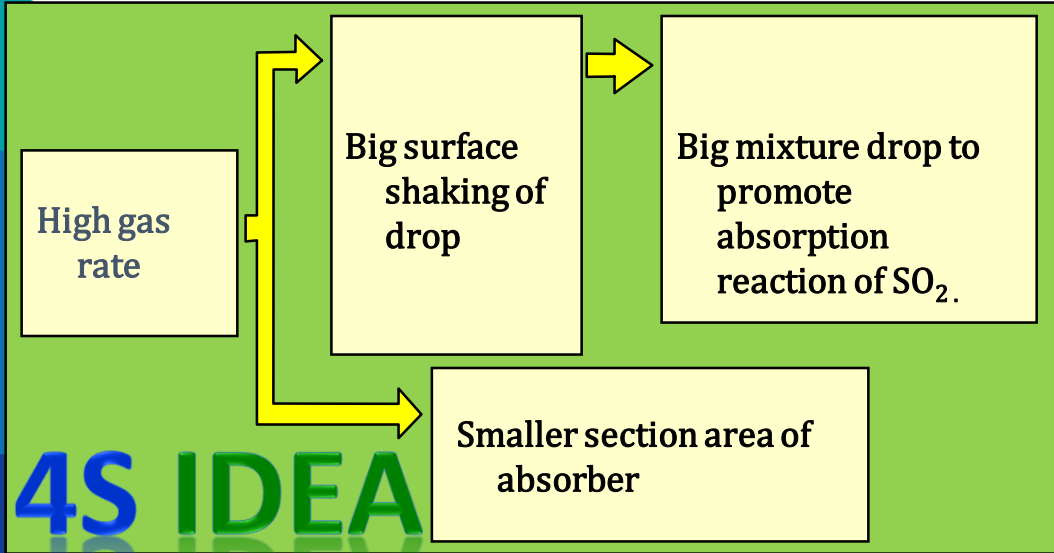 High gas
rate
Big surface
shaking of
drop
Big mixture drop to
promote
absorption
reaction of SO₂.
Smaller section area of
absorber
4S IDEA